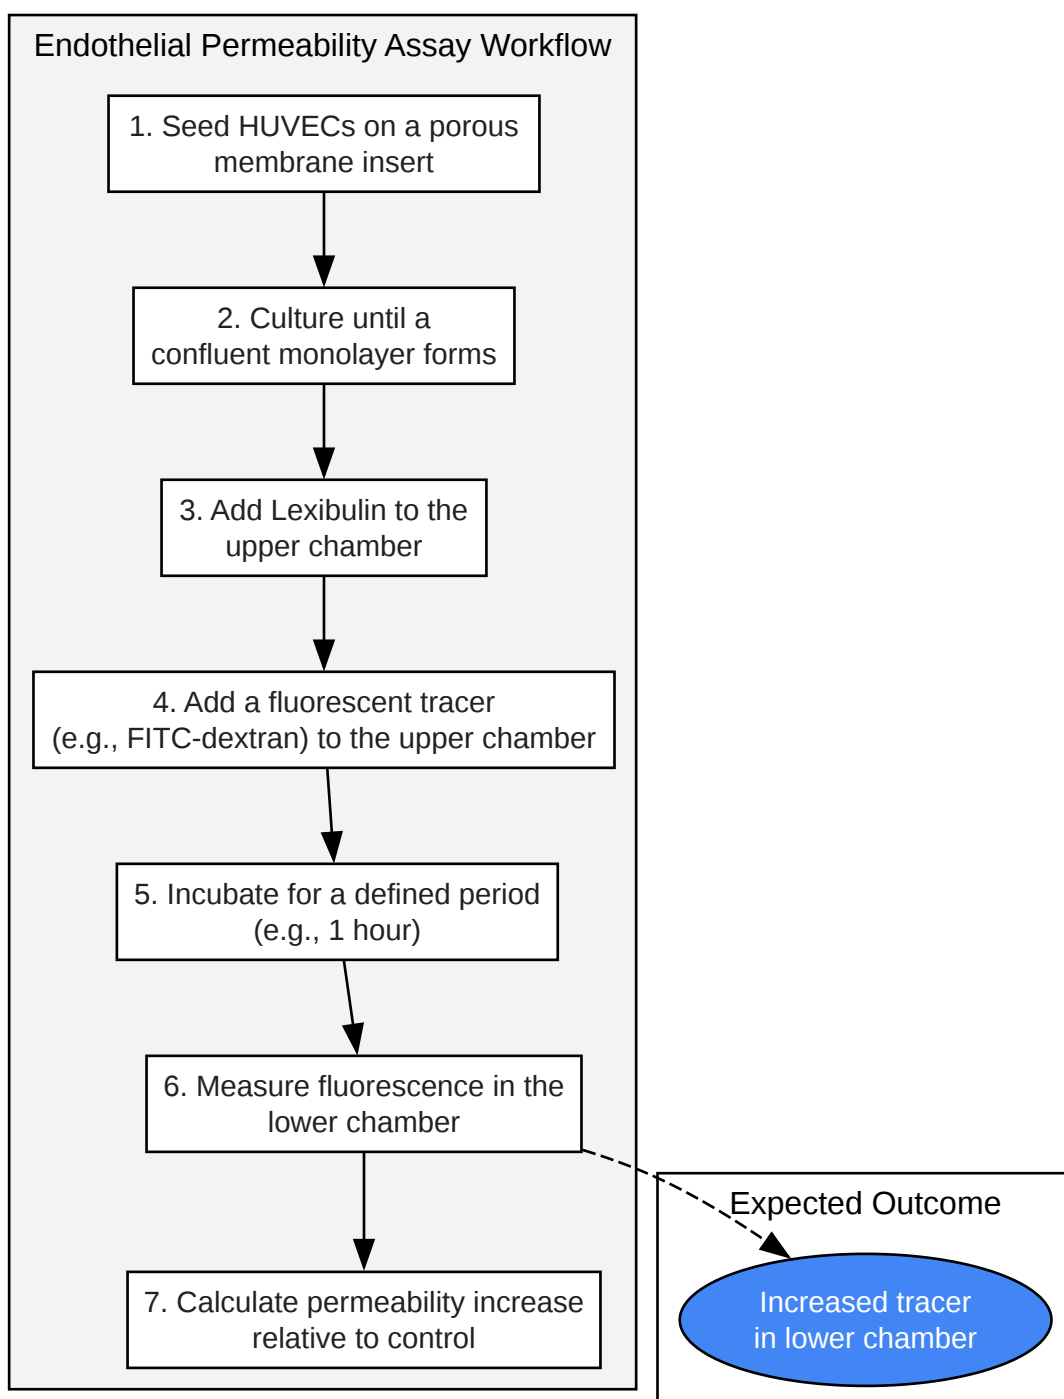 Endothelial Permeability Assay Workflow
1. Seed HUVECs on a porous
membrane insert
2. Culture until a
confluent monolayer forms
3. Add Lexibulin to the
upper chamber
4. Add a fluorescent tracer
(e.g., FITC-dextran) to the upper chamber
5. Incubate for a defined period
(e.g., 1 hour)
6. Measure fluorescence in the
lower chamber
7. Calculate permeability increase
relative to control
Expected Outcome
Increased tracer
in lower chamber